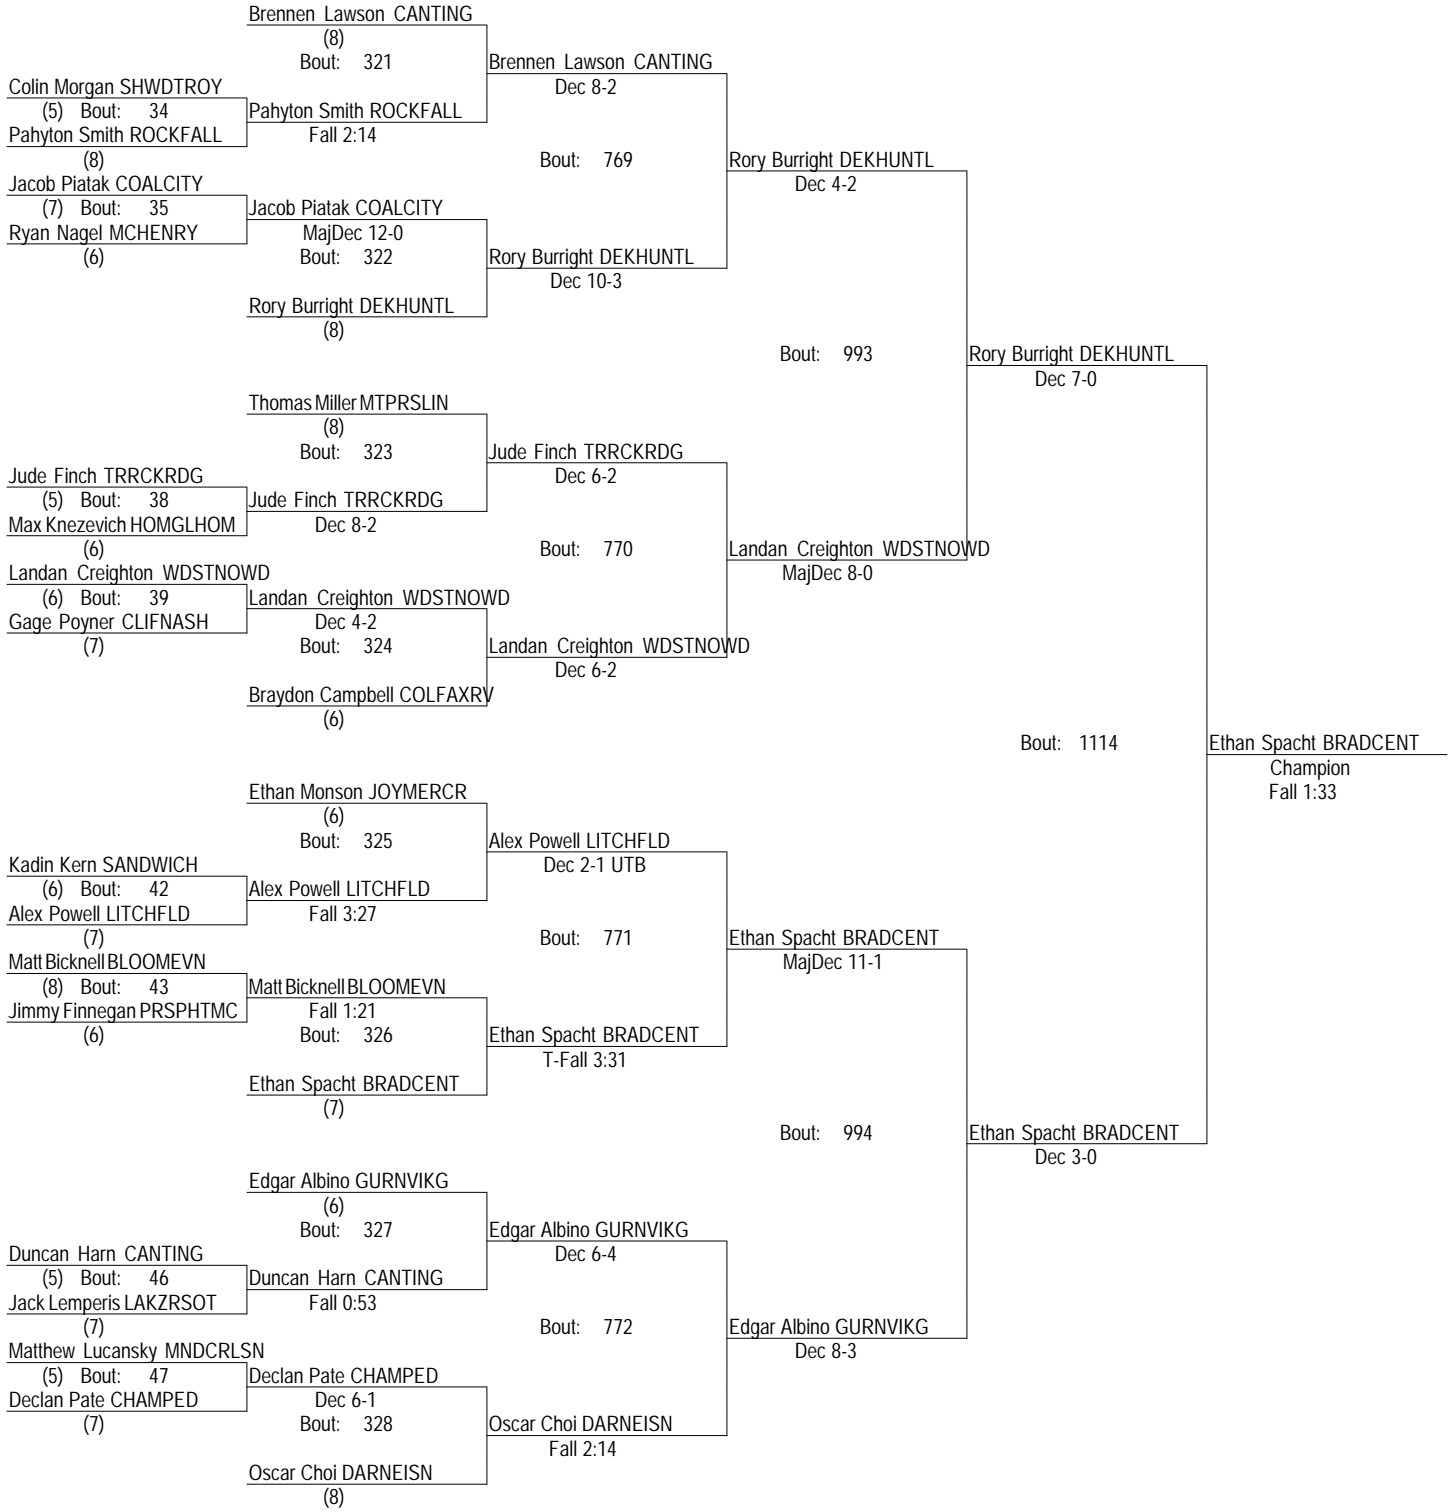 Brennen Lawson CANTING
(8)
Bout: 321
Brennen Lawson CANTING
Dec 8-2
Colin Morgan SHWDTROY
(5) Bout: 34
Pahyton Smith ROCKFALL
Pahyton Smith ROCKFALL
Fall 2:14
(8)
Bout: 769
Rory Burright DEKHUNTL
Dec 4-2
Jacob Piatak COALCITY
(7) Bout: 35
Jacob Piatak COALCITY
Ryan Nagel MCHENRY
MajDec 12-0
(6)
Bout: 322
Rory Burright DEKHUNTL
Dec 10-3
Rory Burright DEKHUNTL
(8)
Bout: 993
Rory Burright DEKHUNTL
Dec 7-0
Thomas Miller MTPRSLIN
(8)
Bout: 323
Jude Finch TRRCKRDG
Dec 6-2
Jude Finch TRRCKRDG
(5) Bout: 38
Jude Finch TRRCKRDG
Max Knezevich HOMGLHOM
Dec 8-2
(6)
Bout: 770
Landan Creighton WDSTNOWD
MajDec 8-0
Landan Creighton WDSTNOWD
(6) Bout: 39
Landan Creighton WDSTNOWD
Gage Poyner CLIFNASH
Dec 4-2
(7)
Bout: 324
Landan Creighton WDSTNOWD
Dec 6-2
Braydon Campbell COLFAXRV
(6)
Bout: 1114
Ethan Spacht BRADCENT
Champion
Fall 1:33
Ethan Monson JOYMERCR
(6)
Bout: 325
Alex Powell LITCHFLD
Dec 2-1 UTB
Kadin Kern SANDWICH
(6) Bout: 42
Alex Powell LITCHFLD
Alex Powell LITCHFLD
Fall 3:27
(7)
Bout: 771
Ethan Spacht BRADCENT
MajDec 11-1
Matt Bicknell BLOOMEVN
(8) Bout: 43
Matt Bicknell BLOOMEVN
Jimmy Finnegan PRSPHTMC
Fall 1:21
(6)
Bout: 326
Ethan Spacht BRADCENT
T-Fall 3:31
Ethan Spacht BRADCENT
(7)
Bout: 994
Ethan Spacht BRADCENT
Dec 3-0
Edgar Albino GURNVIKG
(6)
Bout: 327
Edgar Albino GURNVIKG
Dec 6-4
Duncan Harn CANTING
(5) Bout: 46
Duncan Harn CANTING
Jack Lemperis LAKZRSOT
Fall 0:53
(7)
Bout: 772
Edgar Albino GURNVIKG
Dec 8-3
Matthew Lucansky MNDCRLSN
(5) Bout: 47
Declan Pate CHAMPED
Declan Pate CHAMPED
Dec 6-1
(7)
Bout: 328
Oscar Choi DARNEISN
Fall 2:14
Oscar Choi DARNEISN
(8)